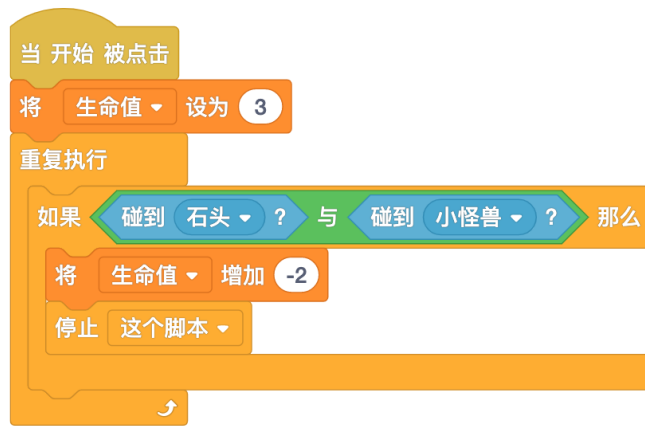 当 开始 被点击
将 生命值 设为 3
重复执行
如果 碰到 石头 ? 与 碰到 小怪兽 ? 那么
将 生命值 增加 -2
停止 这个脚本